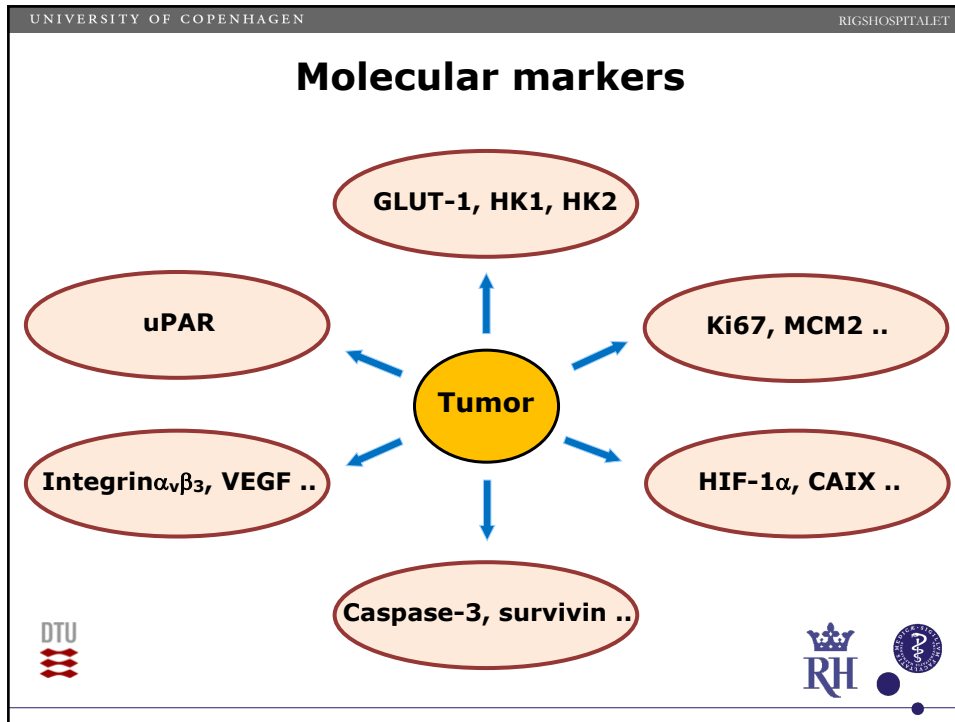 UNIVERSITY OF COPENHAGEN
RIGSHOSPITALET
Molecular markers
GLUT-1, HK1, HK2
uPAR
Ki67, MCM2 ..
Tumor
Integrinαvβ3, VEGF ..
HIF-1α, CAIX ..
Caspase-3, survivin ..
DTU
RH